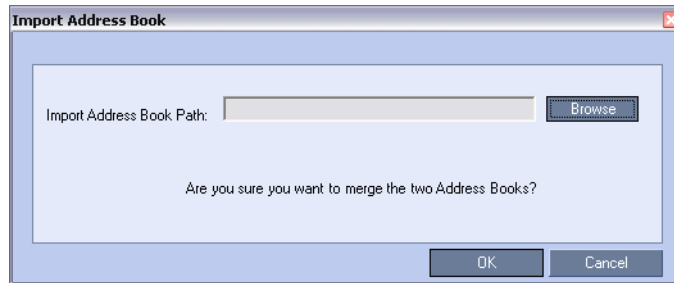 Import Address Book
Import Address Book Path:
Browse
Are you sure you want to merge the two Address Books?
OK
Cancel